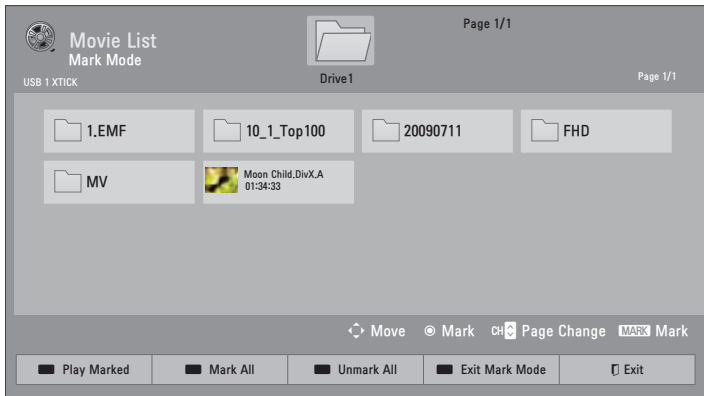 Movie List
Mark Mode
USB 1 XTICK
Drive1
Page 1/1
Page 1/1
1.EMF
10_1_Top100
20090711
FHD
MV
Moon Child.DivX.A
01:34:33
Move
Mark
CH
Page Change
MARK Mark
Play Marked
Mark All
Unmark All
Exit Mark Mode
Exit